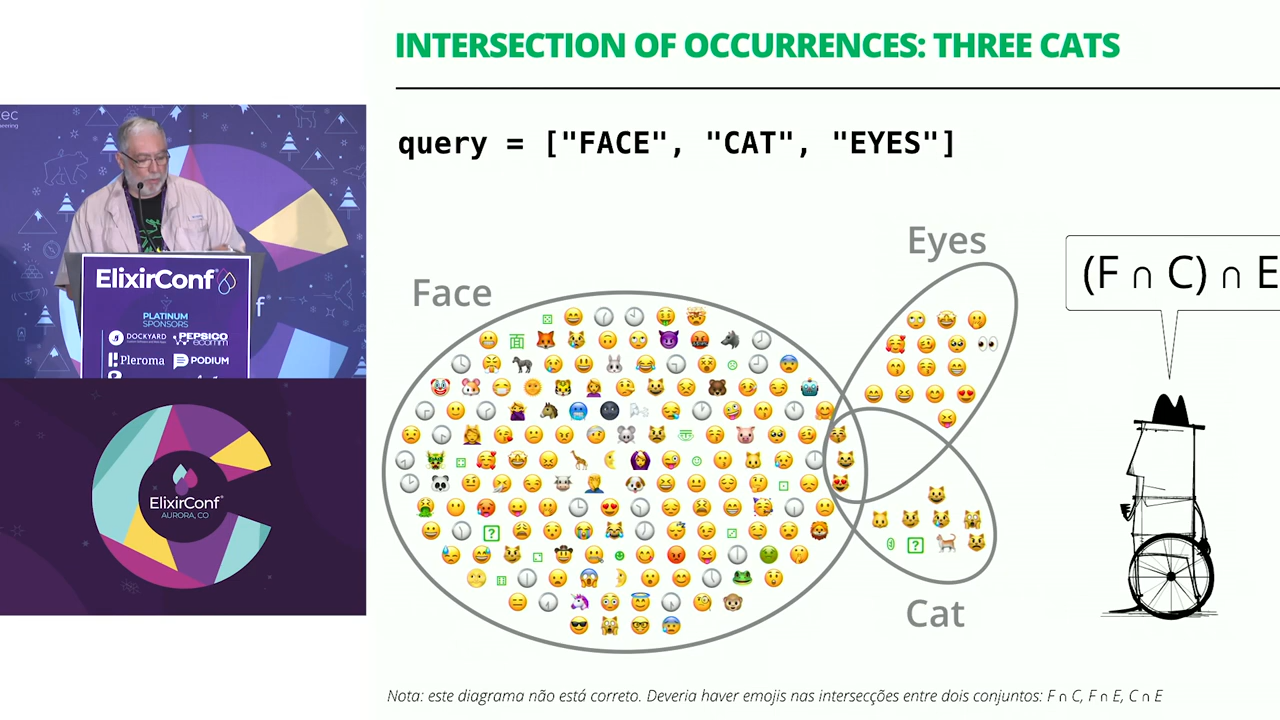 INTERSECTION OF OCCURRENCES: THREE CATS
query = ["FACE", "CAT", "EYES"]
Eyes
(F ∩ C) ∩ E
Face
Cat
Nota: este diagrama não está correto. Deveria haver emojis nas intersecções entre dois conjuntos: F ∩ C, F ∩ E, C ∩ E
ElixirConf
PLATINUM
SPONSORS
DOCKYARD
PEPSICO
Pleroma
PODIUM
ElixirConf
AURORA, CO